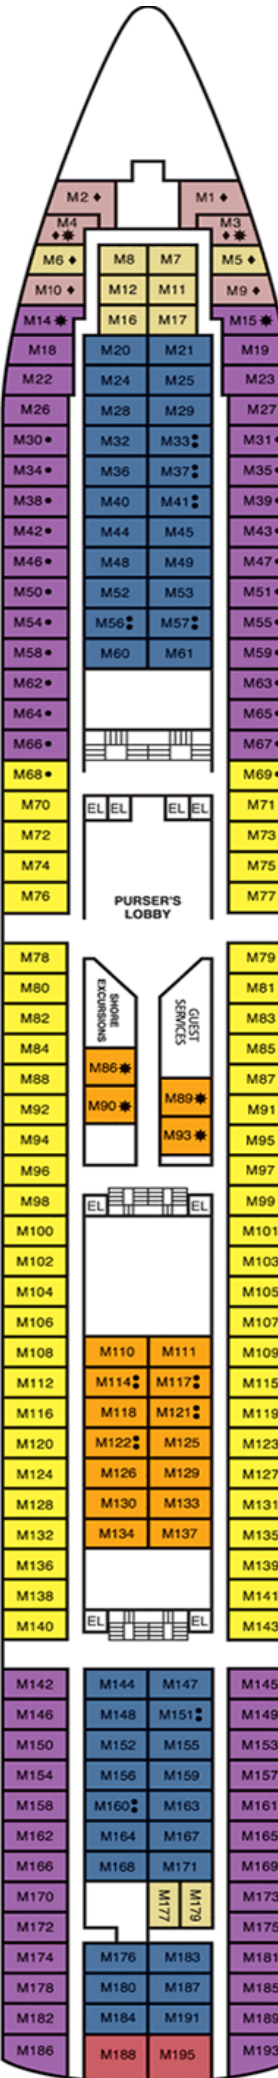 M2 ♦ M1 ♦
M4 ♦✸ M3 ♦✸
M6 ♦ M8 M7 M5 ♦
M10 ♦ M12 M11 M9 ♦
M14 ✸ M16 M17 M15 ✸
M18 M20 M21 M19
M22 M24 M25 M23
M26 M28 M29 M27
M30 • M32 M33 : M31 •
M34 • M36 M37 : M35 •
M38 • M40 M41 : M39 •
M42 • M44 M45 M43 •
M46 • M48 M49 M47 •
M50 • M52 M53 M51 •
M54 • M56 : M57 : M55 •
M58 • M60 M61 M59 •
M62 • M63 •
M64 • M65 •
M66 • M67 •
M68 • M69 •
M70 EL EL EL EL M71
M72 M73
M74 M75
M76 M77
PURSER'S
LOBBY
M78 M79
M80 M81
M82 M83
M84 M85
SHORE
EXCURSIONS
GUEST
SERVICES
M86 ✸
M88 M89 ✸ M87
M92 M90 ✸ M91
M94 M93 ✸ M95
M96 M97
M98 EL EL M99
M100 M101
M102 M103
M104 M105
M106 M107
M108 M110 M111 M109
M112 M114 : M117 : M115
M116 M118 M121 : M119
M120 M122 : M125 M123
M124 M126 M129 M127
M128 M130 M133 M131
M132 M134 M137 M135
M136 M139
M138 M141
M140 EL EL M143
M142 M144 M147 M145
M146 M148 M151 : M149
M150 M152 M155 M153
M154 M156 M159 M157
M158 M160 : M163 M161
M162 M164 M167 M165
M166 M168 M171 M169
M170 M177 M179 M173
M172 M175
M174 M176 M183 M181
M178 M180 M187 M185
M182 M184 M191 M189
M186 M188 M195 M193